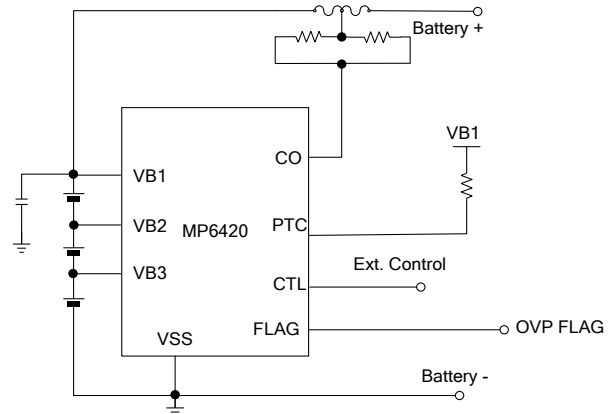 Battery +
VB1
CO
VB1
VB2
MP6420
PTC
Ext. Control
VB3
CTL
FLAG
OVP FLAG
VSS
Battery -